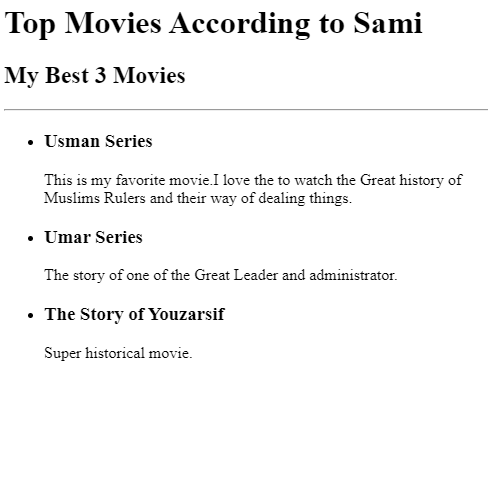 Top Movies According to Sami
My Best 3 Movies
Usman Series
This is my favorite movie.I love the to watch the Great history of
Muslims Rulers and their way of dealing things.
Umar Series
The story of one of the Great Leader and administrator.
The Story of Youzarsif
Super historical movie.